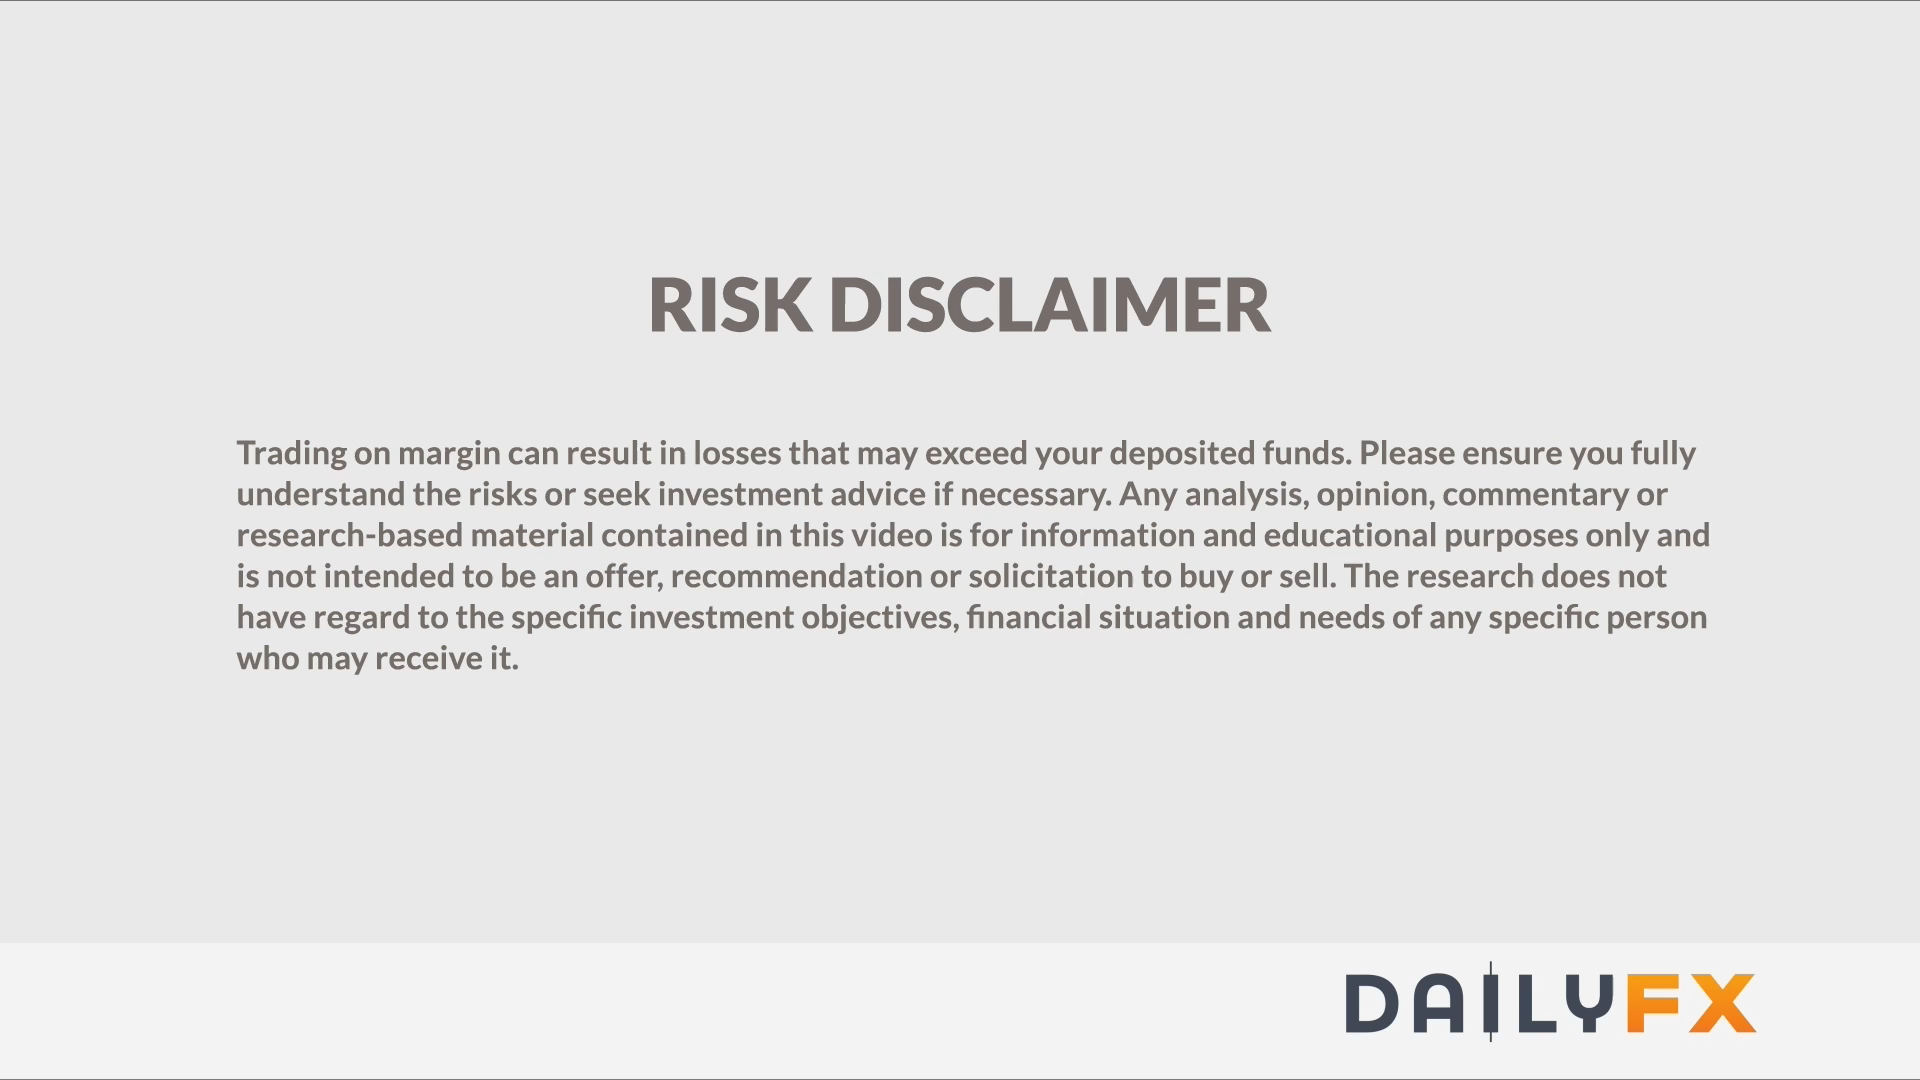 RISK DISCLAIMER
Trading on margin can result in losses that may exceed your deposited funds. Please ensure you fully
understand the risks or seek investment advice if necessary. Any analysis, opinion, commentary or
research-based material contained in this video is for information and educational purposes only and
is not intended to be an offer, recommendation or solicitation to buy or sell. The research does not
have regard to the specific investment objectives, financial situation and needs of any specific person
who may receive it.
DAILYFX